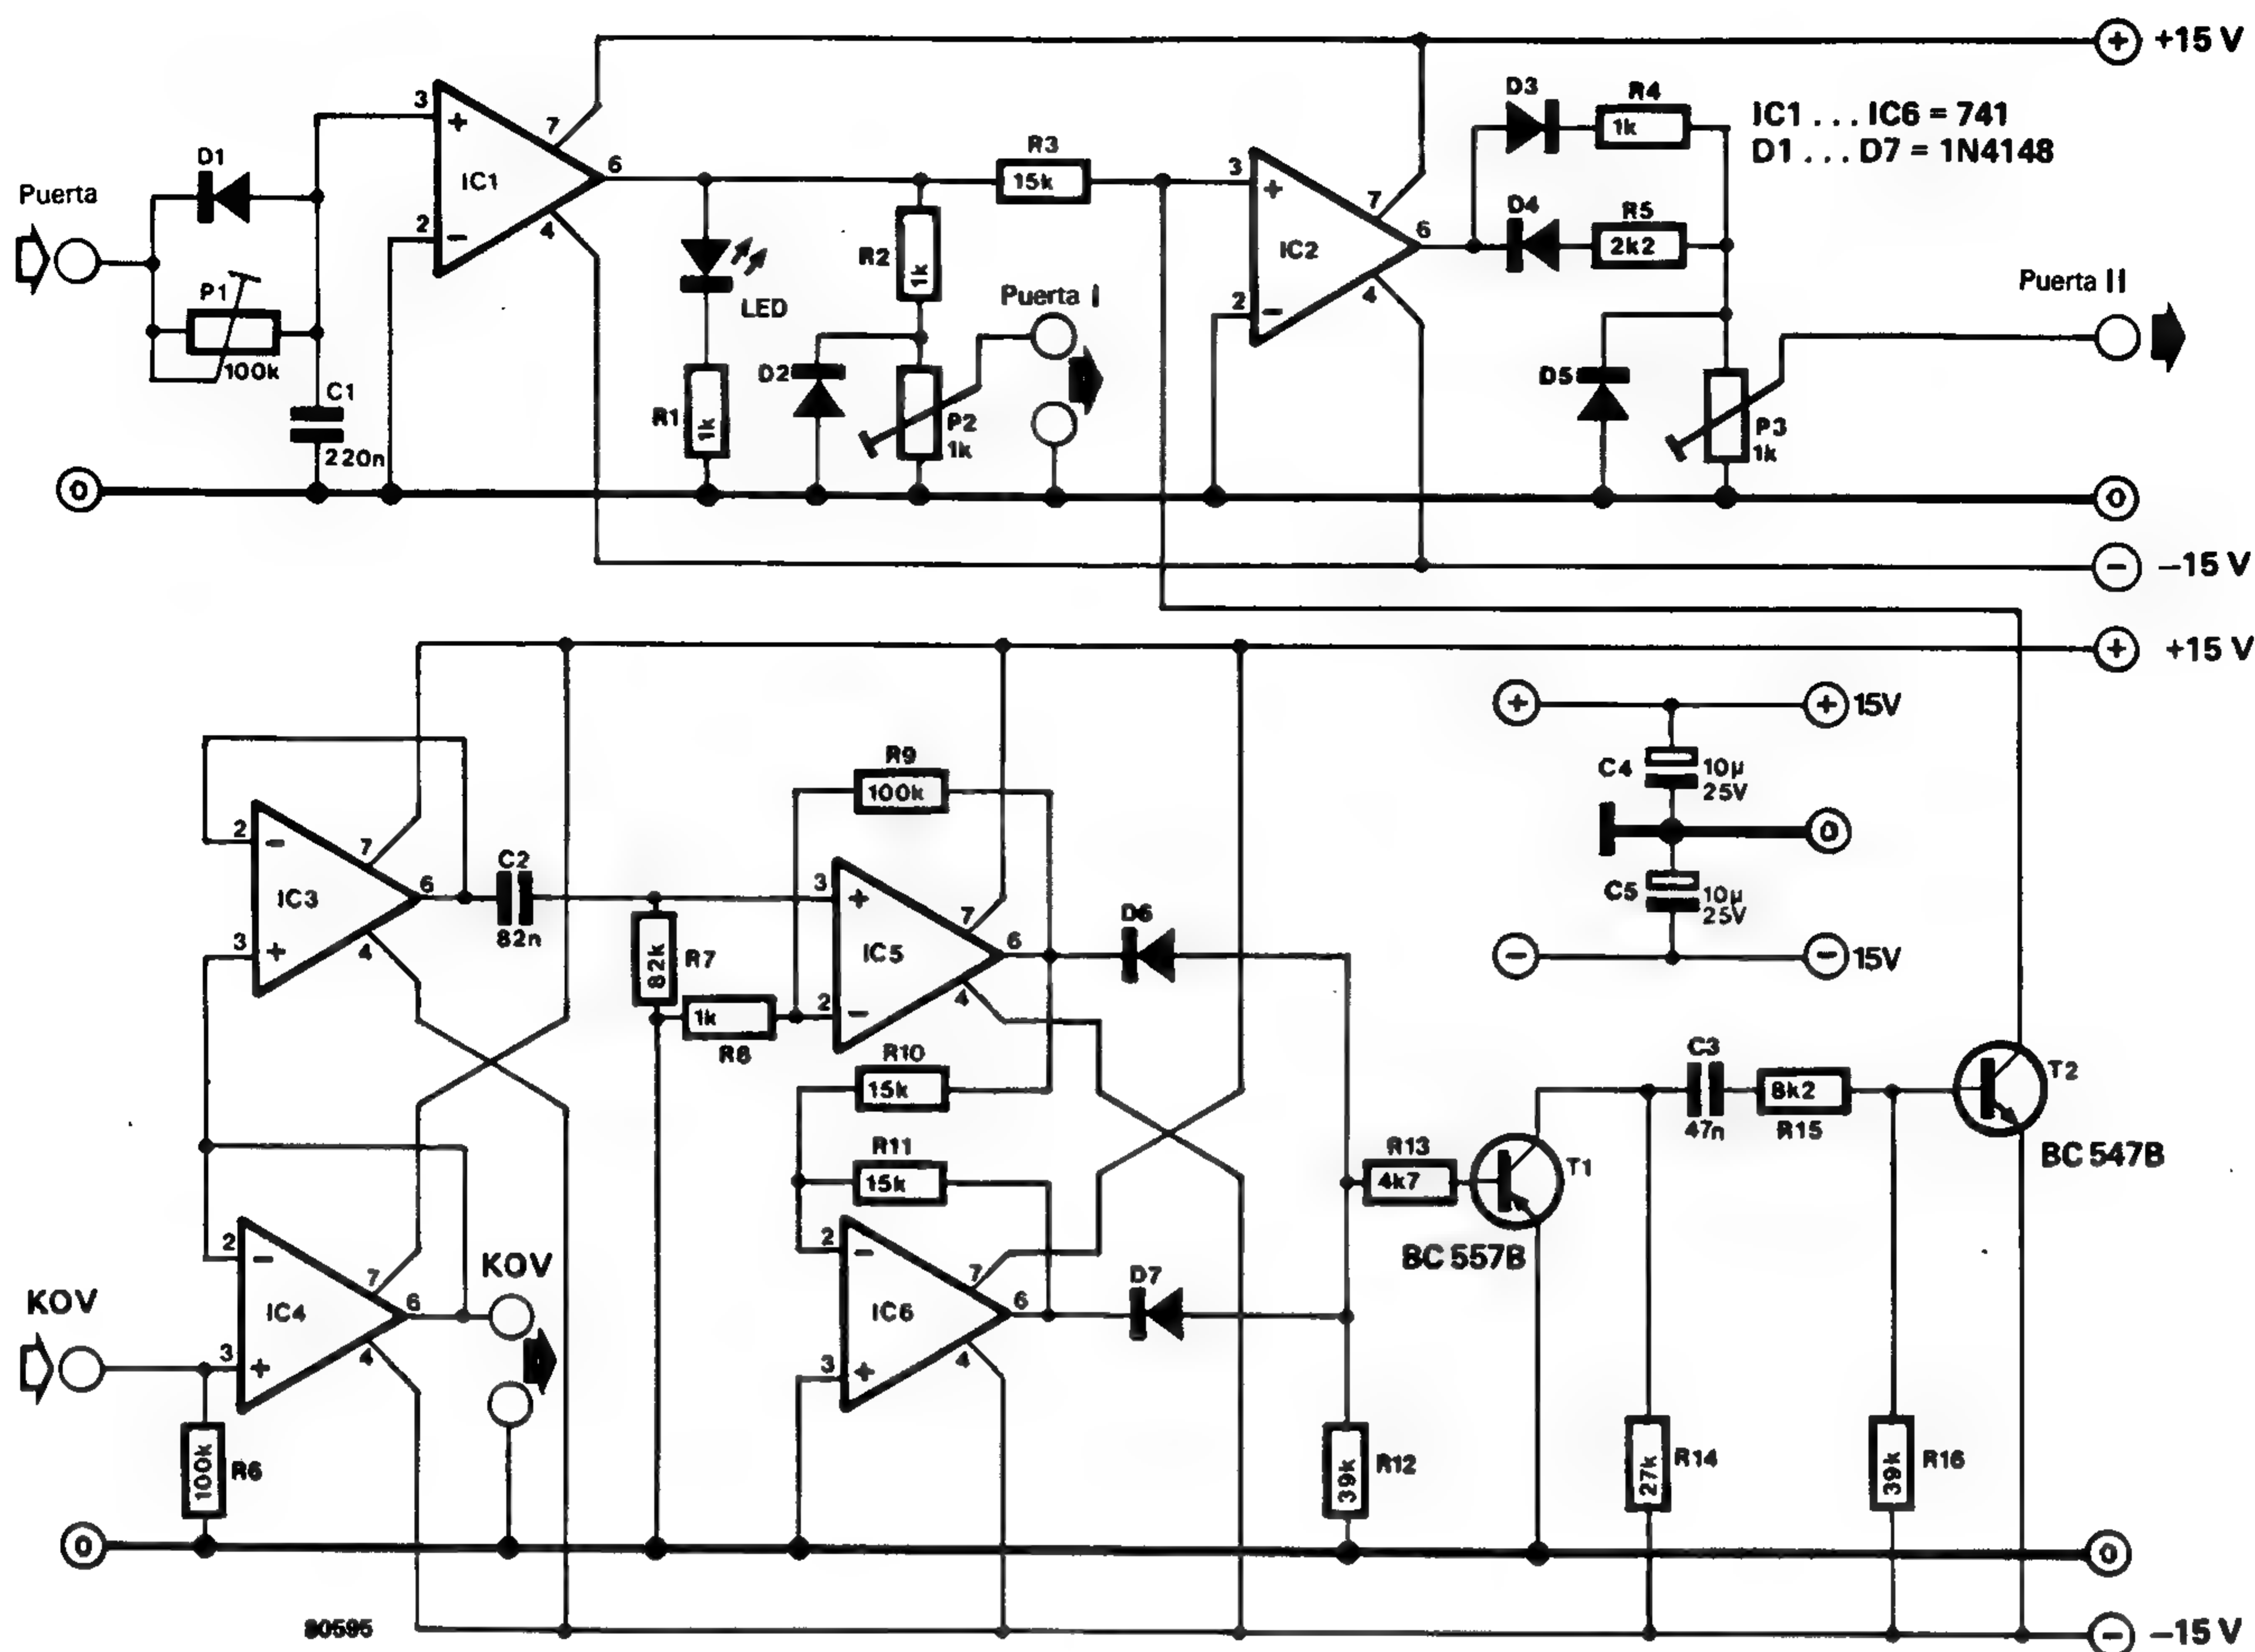 + +15 V
D3
R4
1k
IC1 . . . IC6 = 741
D1 . . . D7 = 1N4148
3
+
7
IC1
6
2
−
4
D1
Puerta
P1
100k
C1
220n
R3
15k
LED
R1
1k
R2
1k
D2
P2
1k
Puerta I
3
+
7
IC2
6
2
−
4
D4
R5
2k2
Puerta II
D5
P3
1k
0
0
− −15 V
+ +15 V
+ + 15V
C4
10µ
25V
0
C5
10µ
25V
− − 15V
R9
100k
2
−
7
IC3
6
3
+
4
C2
82n
R7
82k
R8
1k
3
+
7
IC5
6
2
−
4
D6
R10
15k
R11
15k
C3
47n
R15
8k2
T2
BC 547B
R13
4k7
T1
BC 557B
2
−
7
IC4
6
3
+
4
KOV
KOV
R6
100k
2
−
7
IC6
6
3
+
4
D7
R12
39k
R14
27k
R16
39k
0
0
80595
− −15 V